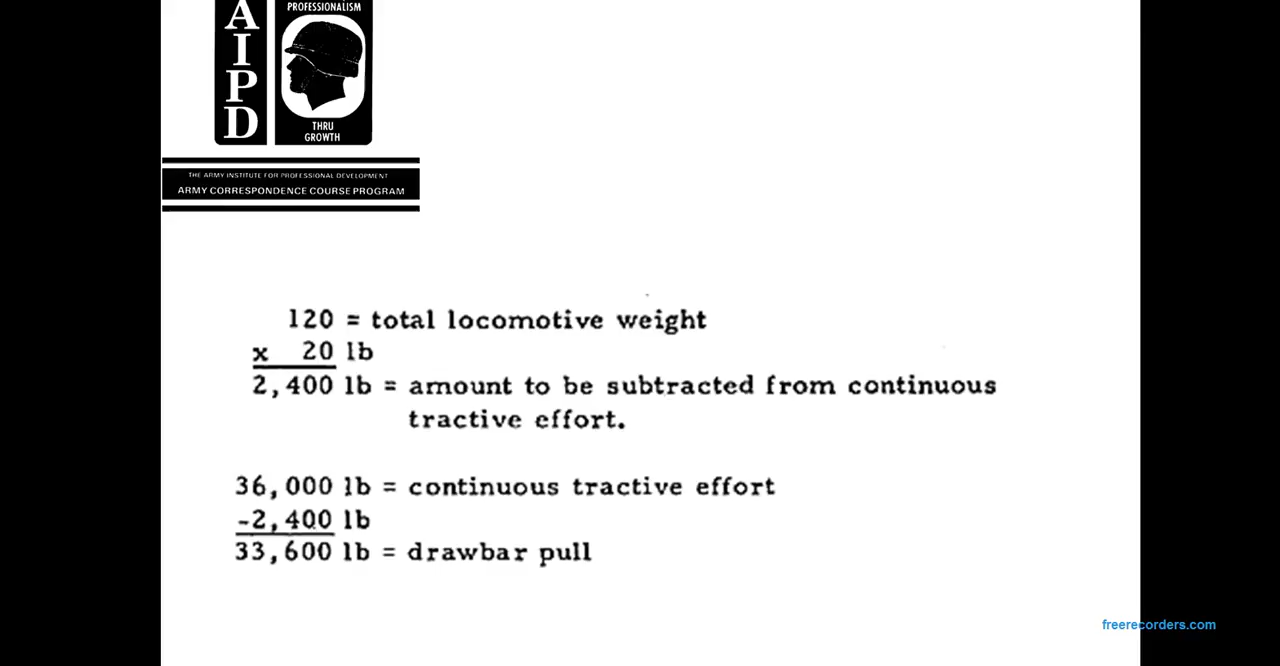 A
I
P
D
PROFESSIONALISM
THRU
GROWTH
THE ARMY INSTITUTE FOR PROFESSIONAL DEVELOPMENT
ARMY CORRESPONDENCE COURSE PROGRAM
120 = total locomotive weight
x 20 lb
2,400 lb = amount to be subtracted from continuous
tractive effort.
36,000 lb = continuous tractive effort
-2,400 lb
33,600 lb = drawbar pull
freerecorders.com